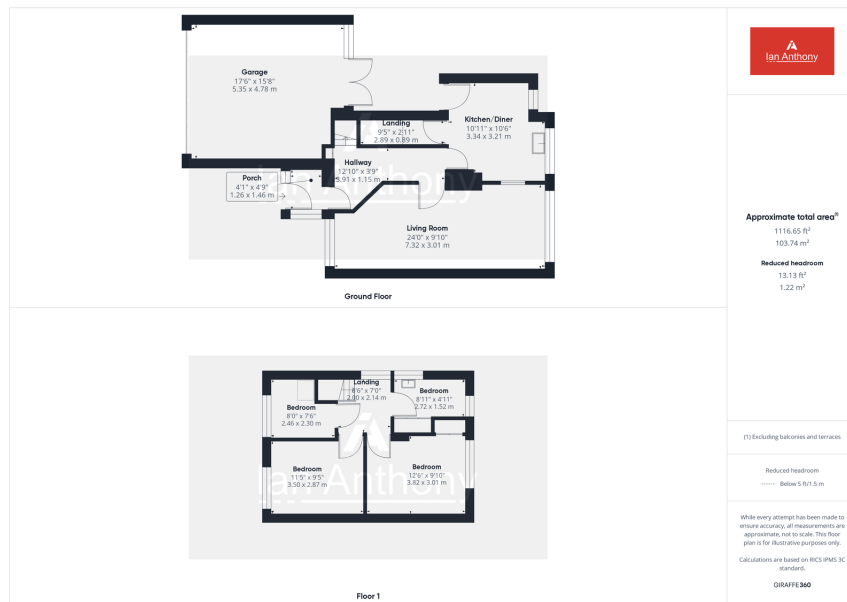 Garage
17'6" x 15'8"
5.35 x 4.78 m
Landing
9'5" x 2'11"
2.89 x 0.89 m
Kitchen/Diner
10'11" x 10'6"
3.34 x 3.21 m
Hallway
12'10" x 3'9"
3.91 x 1.15 m
Porch
4'1" x 4'9"
1.26 x 1.46 m
Living Room
24'0" x 9'10"
7.32 x 3.01 m
Ian Anthony
Ground Floor
Landing
6'6" x 7'0"
2.00 x 2.14 m
Bedroom
8'11" x 4'11"
2.72 x 1.52 m
Bedroom
8'0" x 7'6"
2.46 x 2.30 m
Bedroom
11'5" x 9'5"
3.50 x 2.87 m
Bedroom
12'6" x 9'10"
3.82 x 3.01 m
Ian Anthony
Floor 1
Ian Anthony
Approximate total area(1)
1116.65 ft²
103.74 m²
Reduced headroom
13.13 ft²
1.22 m²
(1) Excluding balconies and terraces
Reduced headroom
Below 5 ft/1.5 m
While every attempt has been made to
ensure accuracy, all measurements are
approximate, not to scale. This floor
plan is for illustrative purposes only.
Calculations are based on RICS IPMS 3C
standard.
GIRAFFE360